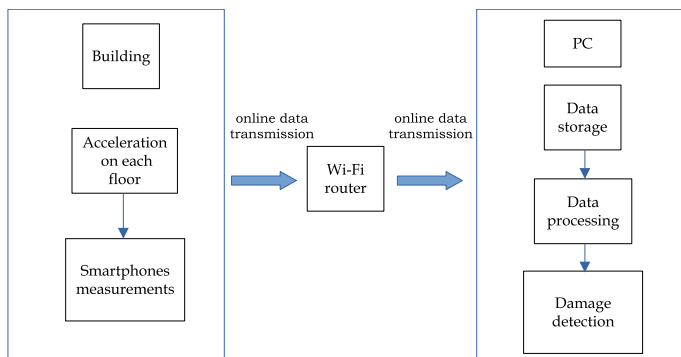 Building
Acceleration
on each
floor
Smartphones
measurements
online data
transmission
Wi-Fi
router
online data
transmission
PC
Data
storage
Data
processing
Damage
detection